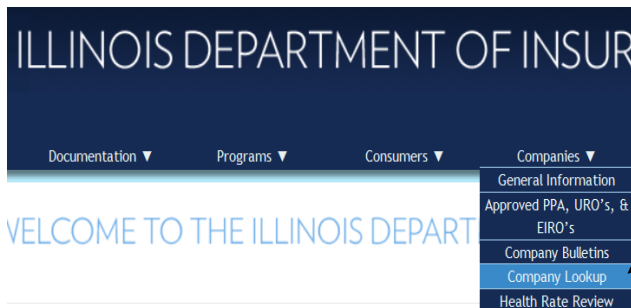 ILLINOIS DEPARTMENT OF INSUR
Documentation ▼ Programs ▼ Consumers ▼ Companies ▼
General Information
Approved PPA, URO's, &
EIRO's
WELCOME TO THE ILLINOIS DEPART
Company Bulletins
Company Lookup
Health Rate Review